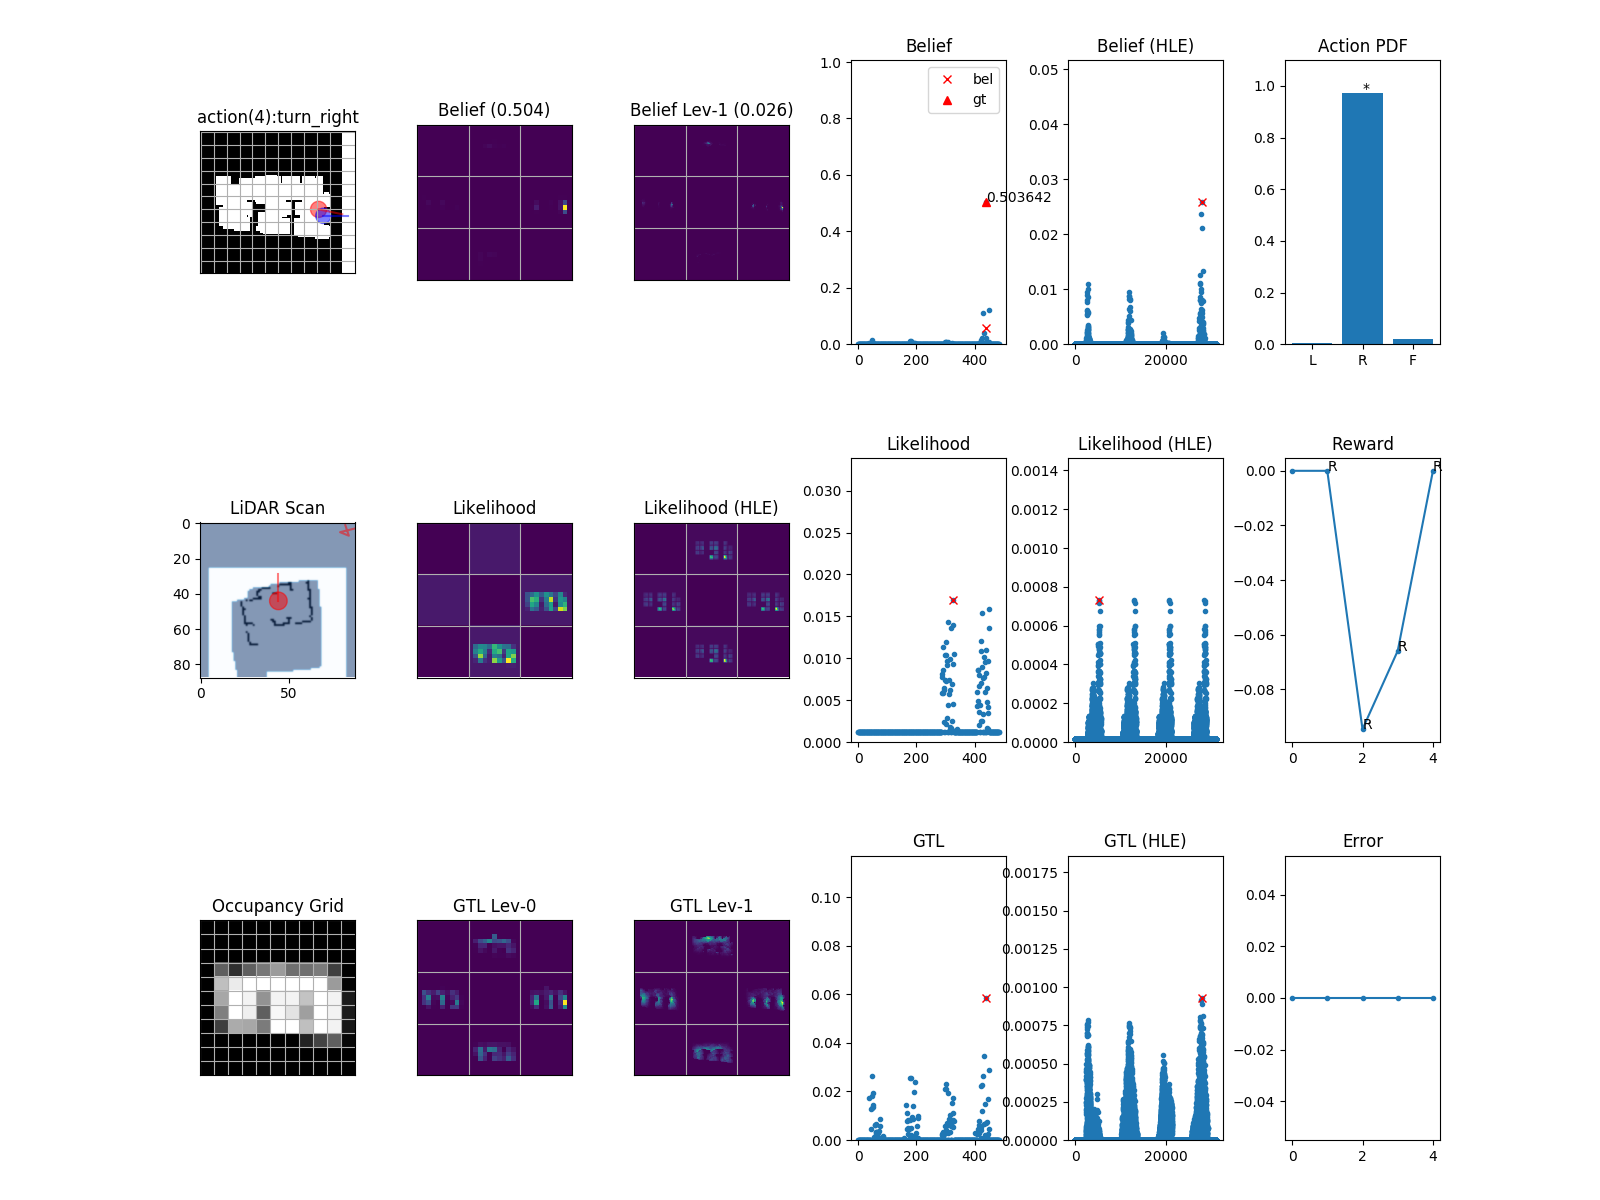 Belief
Belief (HLE)
Action PDF
action(4):turn_right
Belief (0.504)
Belief Lev-1 (0.026)
bel
gt
0.503642
*
1.0
0.8
0.6
0.4
0.2
0.0
0 200 400
0.05
0.04
0.03
0.02
0.01
0.00
0 20000
1.0
0.8
0.6
0.4
0.2
0.0
L R F
Likelihood
Likelihood (HLE)
Reward
LiDAR Scan
Likelihood
Likelihood (HLE)
0
20
40
60
80
0 50
0.030
0.025
0.020
0.015
0.010
0.005
0.000
0 200 400
0.0014
0.0012
0.0010
0.0008
0.0006
0.0004
0.0002
0.0000
0 20000
0.00
−0.02
−0.04
−0.06
−0.08
R
R
R
R
0 2 4
GTL
GTL (HLE)
Error
Occupancy Grid
GTL Lev-0
GTL Lev-1
0.10
0.08
0.06
0.04
0.02
0.00
0 200 400
0.00175
0.00150
0.00125
0.00100
0.00075
0.00050
0.00025
0.00000
0 20000
0.04
0.02
0.00
−0.02
−0.04
0 2 4